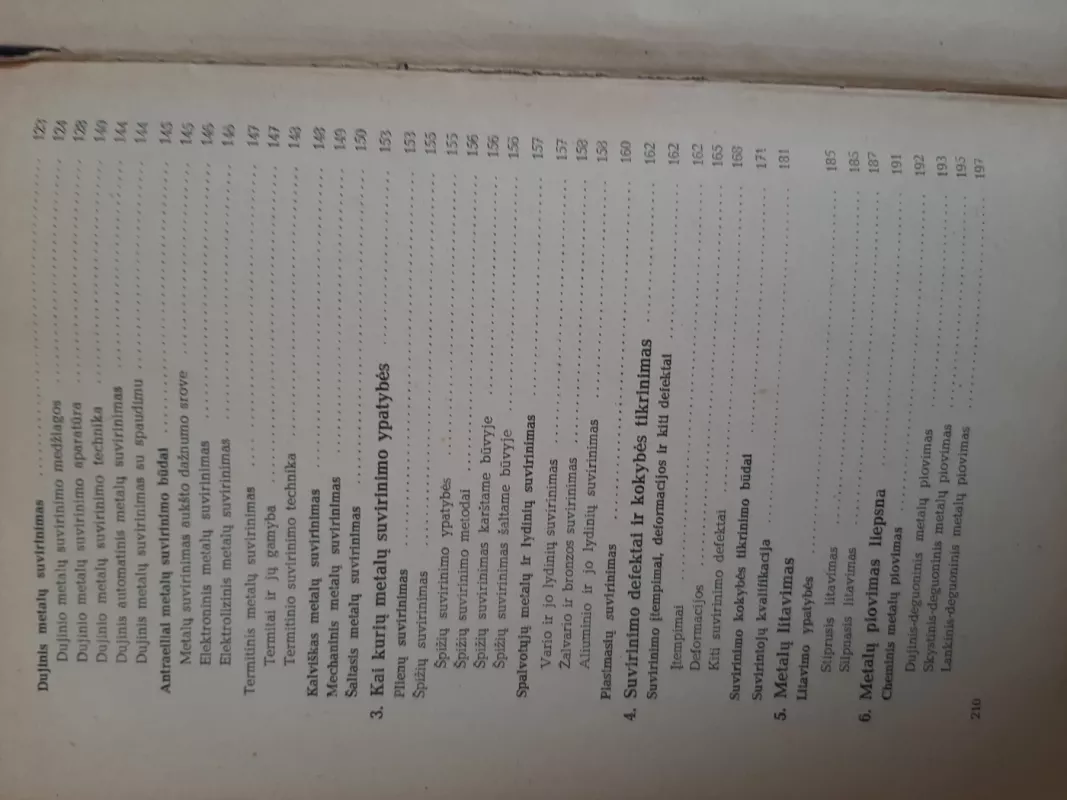 Dujinis metalų suvirinimas 123
Dujinio metalų suvirinimo medžiagos 124
Dujinio metalų suvirinimo aparatūra 128
Dujinio metalų suvirinimo technika 140
Dujinis automatinis metalų suvirinimas 144
Dujinis metalų suvirinimas su spaudimu 144
Antraeiliai metalų suvirinimo būdai 145
Metalų suvirinimas aukšto dažnumo srove 145
Elektroninis metalų suvirinimas 146
Elektrolizinis metalų suvirinimas 146
Termitinis metalų suvirinimas 147
Termitai ir jų gamyba 147
Termitinio suvirinimo technika 148
Kalviškas metalų suvirinimas 148
Mechaninis metalų suvirinimas 149
Šaltasis metalų suvirinimas 150
3. Kai kurių metalų suvirinimo ypatybės 153
Plienų suvirinimas 153
Špižių suvirinimas 155
Špižių suvirinimo ypatybės 155
Špižių suvirinimo metodai 156
Špižių suvirinimas karštame būvyje 156
Špižių suvirinimas šaltame būvyje 156
Spalvotųjų metalų ir lydinių suvirinimas 157
Vario ir jo lydinių suvirinimas 157
Žalvario ir bronzos suvirinimas 158
Aliuminio ir jo lydinių suvirinimas 158
Plastmasių suvirinimas 160
4. Suvirinimo defektai ir kokybės tikrinimas 162
Suvirinimo įtempimai, deformacijos ir kiti defektai 162
Įtempimai 162
Deformacijos 165
Kiti suvirinimo defektai 168
Suvirinimo kokybės tikrinimo būdai 171
Suvirintojų kvalifikacija 181
5. Metalų litavimas
Litavimo ypatybės 185
Stiprusis litavimas 185
Silpnasis litavimas 187
6. Metalų piovimas liepsna 191
Cheminis metalų piovimas 192
Dujinis-deguoninis metalų piovimas 193
Skystinis-deguoninis metalų piovimas 195
Lankinis-deguoninis metalų piovimas 197
210